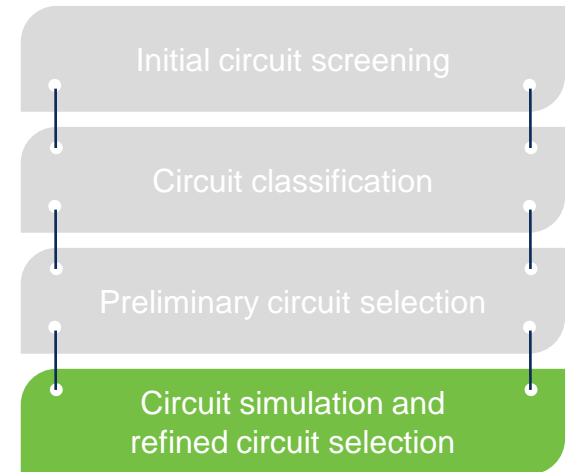 Initial circuit screening
Circuit classification
Preliminary circuit selection
Circuit simulation and
refined circuit selection